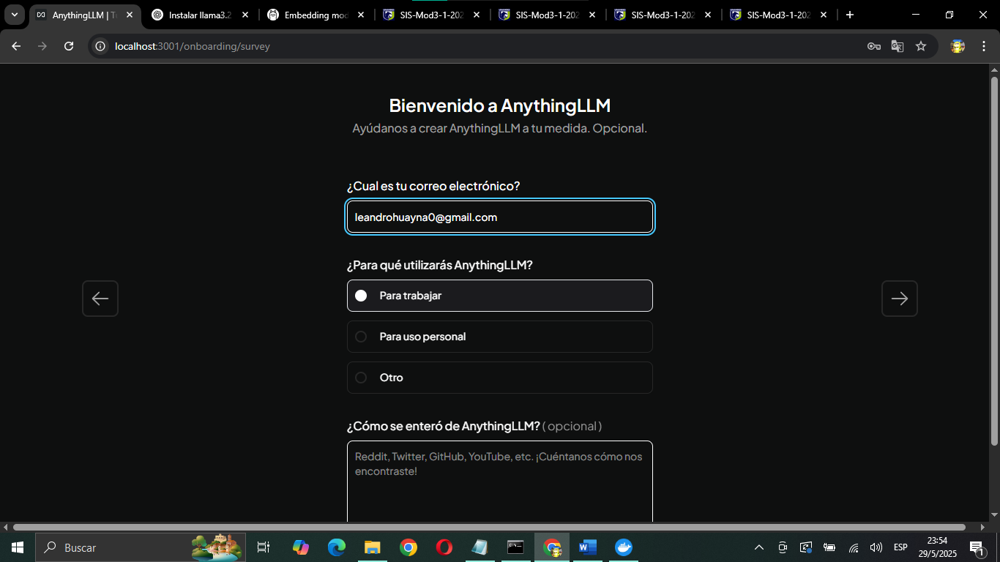 AnythingLLM | Tu
Instalar llama3.2
Embedding mod
SIS-Mod3-1-202
SIS-Mod3-1-202
SIS-Mod3-1-202
SIS-Mod3-1-202
localhost:3001/onboarding/survey
Bienvenido a AnythingLLM
Ayúdanos a crear AnythingLLM a tu medida. Opcional.
¿Cual es tu correo electrónico?
leandrohuayna0@gmail.com
¿Para qué utilizarás AnythingLLM?
Para trabajar
Para uso personal
Otro
¿Cómo se enteró de AnythingLLM? ( opcional )
Reddit, Twitter, GitHub, YouTube, etc. ¡Cuéntanos cómo nos
encontraste!
Buscar
ESP
23:54
29/5/2025
1